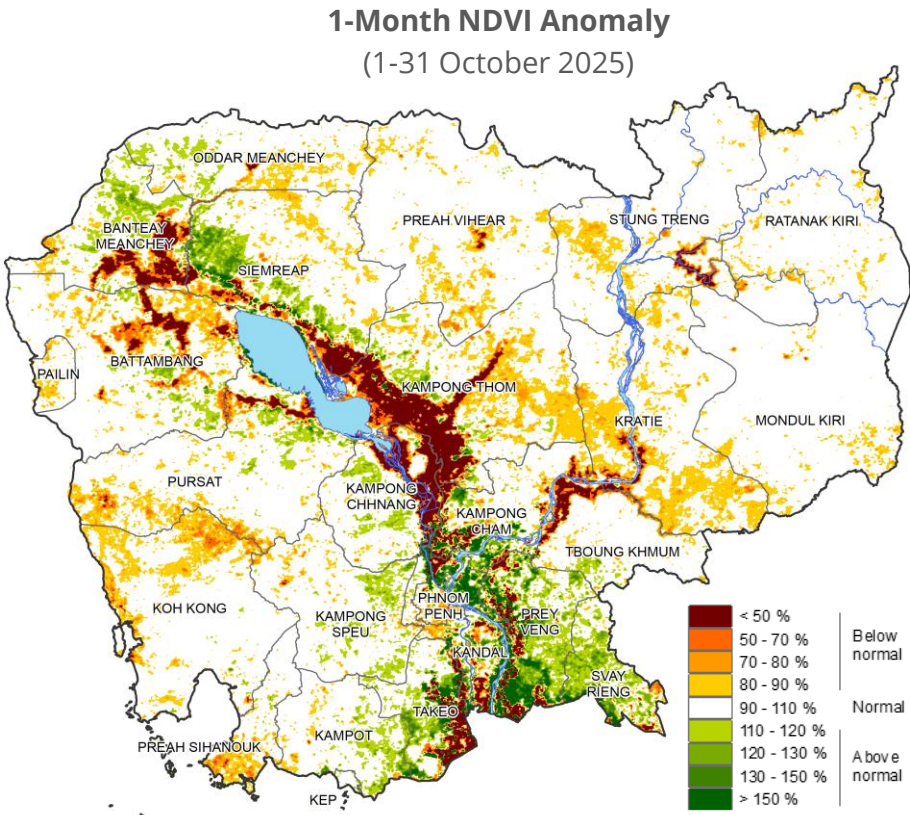 1-Month NDVI Anomaly
(1-31 October 2025)
ODDAR MEANCHEY
BANTEAY
MEANCHEY
PREAH VIHEAR
STUNG TRENG
RATANAK KIRI
SIEMREAP
BATTAMBANG
PAILIN
KAMPONG THOM
KRATIE
MONDUL KIRI
PURSAT
KAMPONG
CHHNANG
KAMPONG
CHAM
TBOUNG KHMUM
KOH KONG
KAMPONG
SPEU
PHNOM
PENH
PREY
VENG
KANDAL
SVAY
RIENG
TAKEO
KAMPOT
PREAH SIHANOUK
KEP
< 50 %
50 - 70 %
70 - 80 %
80 - 90 %
Below
normal
90 - 110 %
Normal
110 - 120 %
120 - 130 %
130 - 150 %
> 150 %
Above
normal